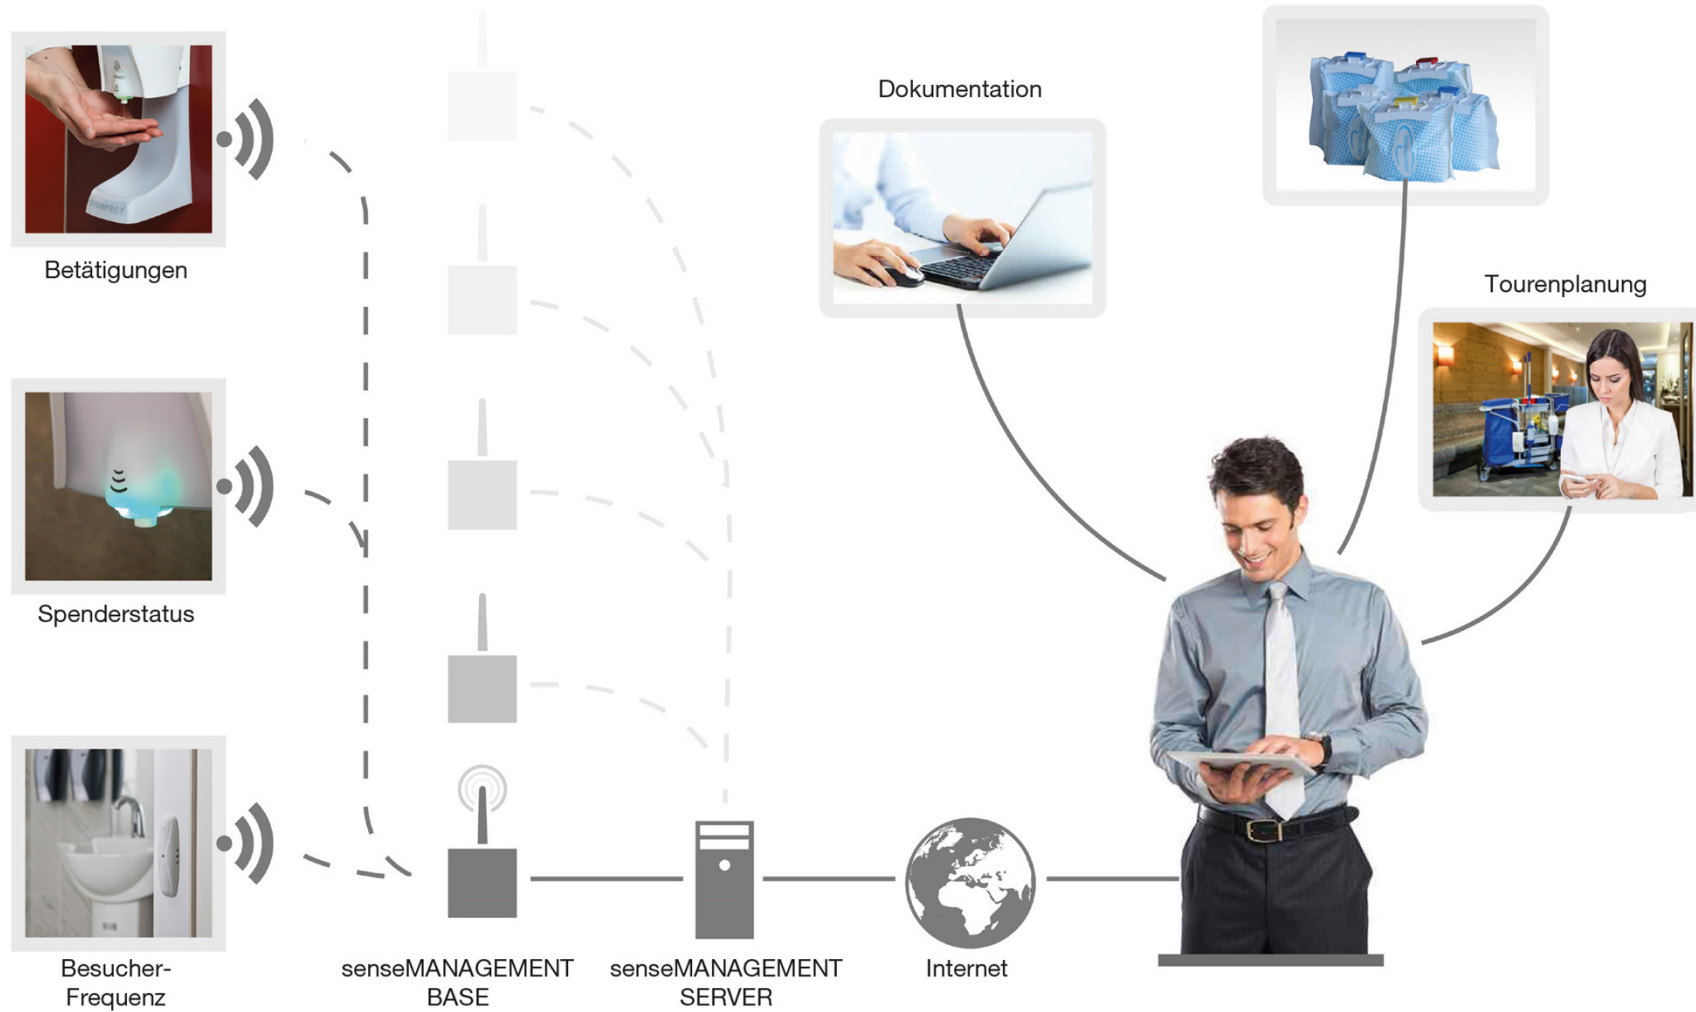 Dokumentation
Tourenplanung
Betätigungen
Spenderstatus
Besucher-
Frequenz
senseMANAGEMENT
BASE
senseMANAGEMENT
SERVER
Internet